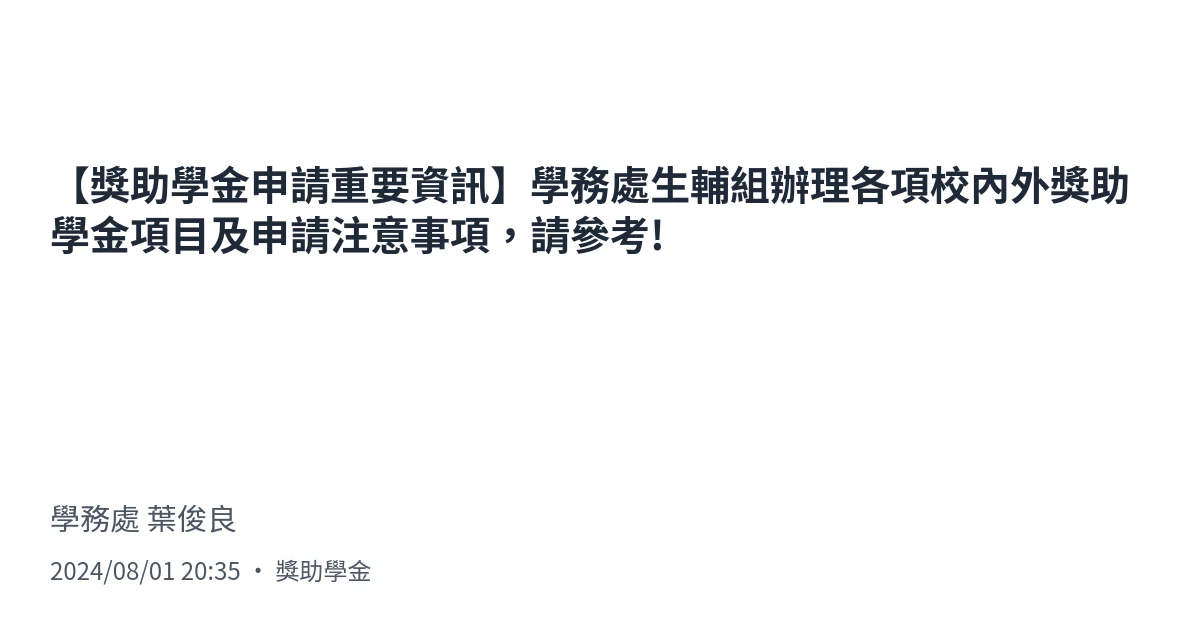 【獎助學金申請重要資訊】學務處生輔組辦理各項校內外獎助
學金項目及申請注意事項，請參考!
學務處 葉俊良
2024/08/01 20:35 ・ 獎助學金